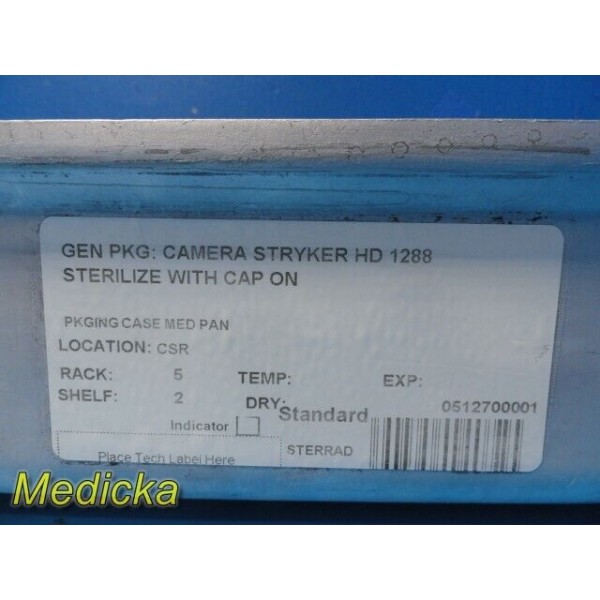 GEN PKG: CAMERA STRYKER HD 1288
STERILIZE WITH CAP ON
PKGING CASE MED PAN
LOCATION: CSR
RACK: 5 TEMP: EXP:
SHELF: 2 DRY: Standard 0512700001
Indicator
Place Tech Label Here STERRAD
Medicka